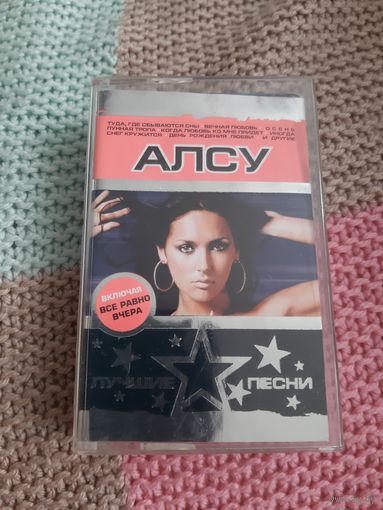 ТУДА, ГДЕ СБЫВАЮТСЯ СНЫ ВЕЧНАЯ ЛЮБОВЬ ОСЕНЬ
ЛУННАЯ ТРОПА КОГДА ЛЮБОВЬ КО МНЕ ПРИДЕТ ИНОГДА
СНЕГ КРУЖИТСЯ ДЕНЬ РОЖДЕНИЯ ЛЮБВИ И ДРУГИЕ
АЛСУ
ВКЛЮЧАЯ
ВСЕ РАВНО
ВЧЕРА
ЛУЧШИЕ ПЕСНИ